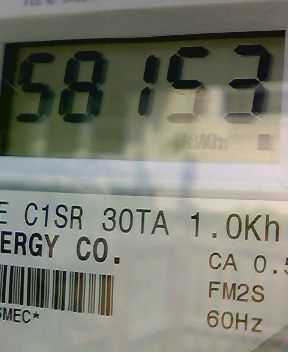 58153
kWh
E C1SR 30TA 1.0Kh
ERGY CO.
CA 0.5
FM2S
60Hz
SMEC*